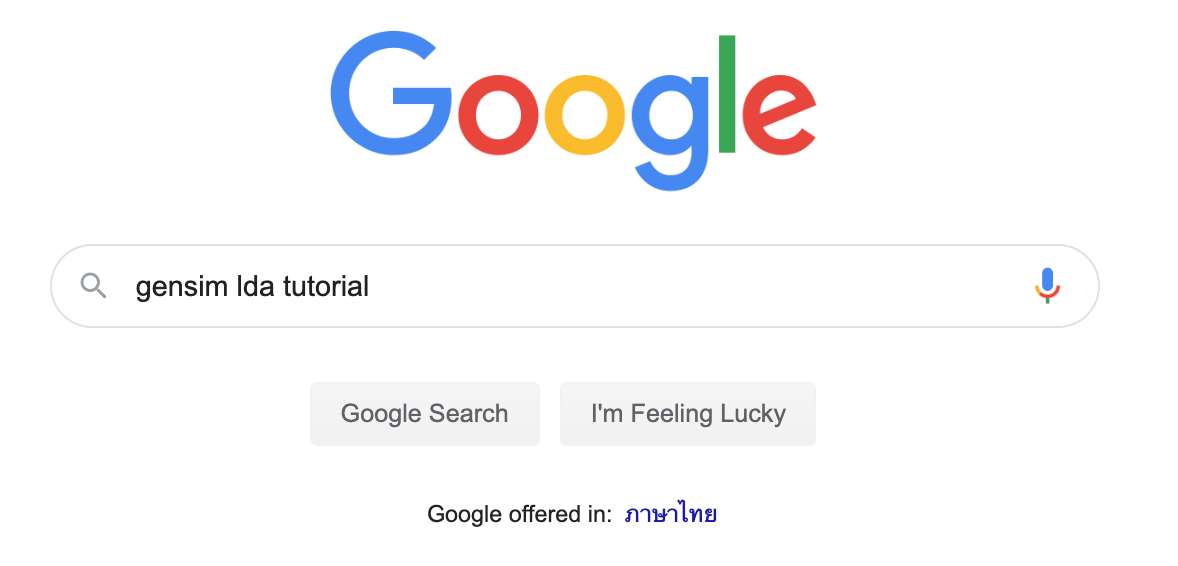 Google
gensim lda tutorial
Google Search I'm Feeling Lucky
Google offered in: ภาษาไทย